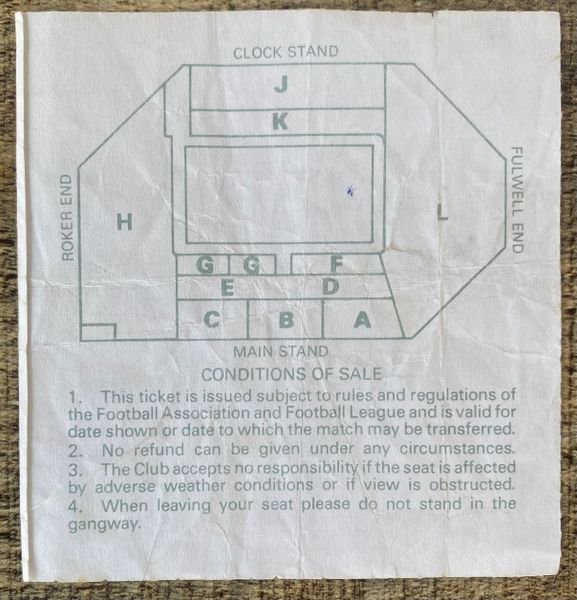 CLOCK STAND
J
K
ROKER END
H
L
FULWELL END
G G F
E D
C B A
MAIN STAND
CONDITIONS OF SALE
1. This ticket is issued subject to rules and regulations of
the Football Association and Football League and is valid for
date shown or date to which the match may be transferred.
2. No refund can be given under any circumstances.
3. The Club accepts no responsibility if the seat is affected
by adverse weather conditions or if view is obstructed.
4. When leaving your seat please do not stand in the
gangway.